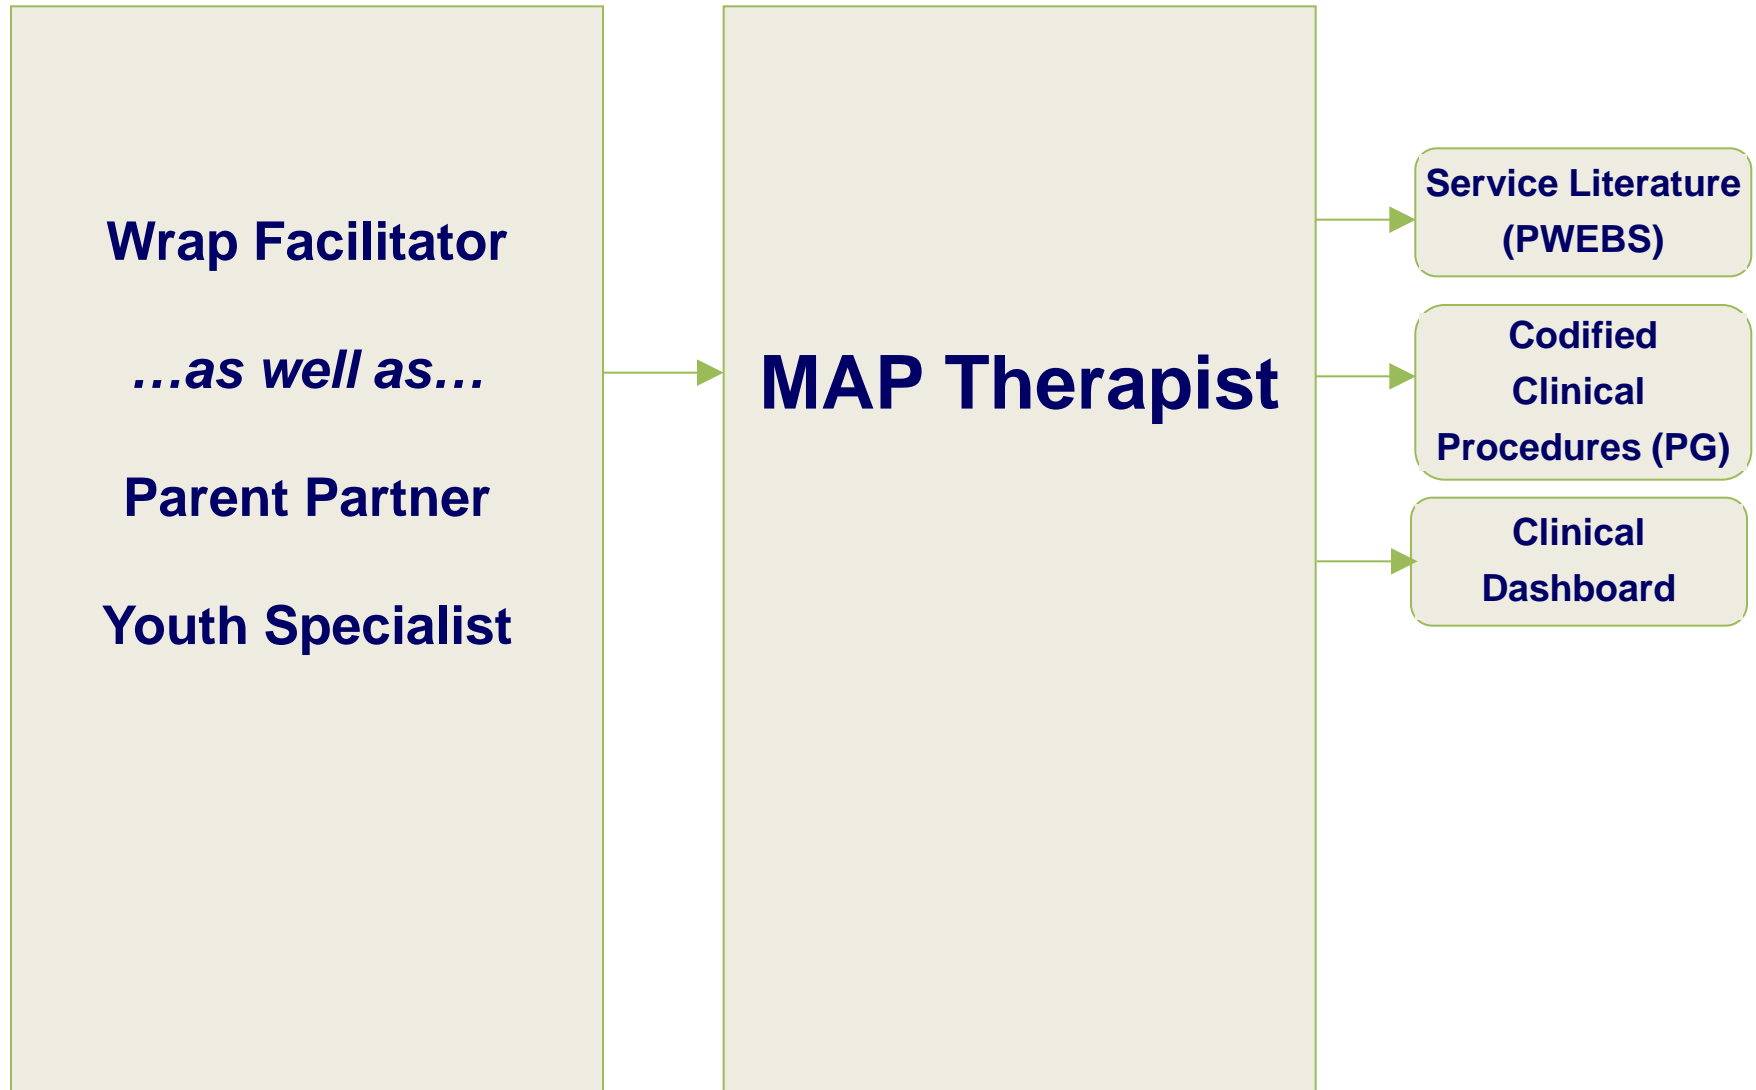 Wrap Facilitator
…as well as…
Parent Partner
Youth Specialist
MAP Therapist
Service Literature
(PWEBS)
Codified
Clinical
Procedures (PG)
Clinical
Dashboard